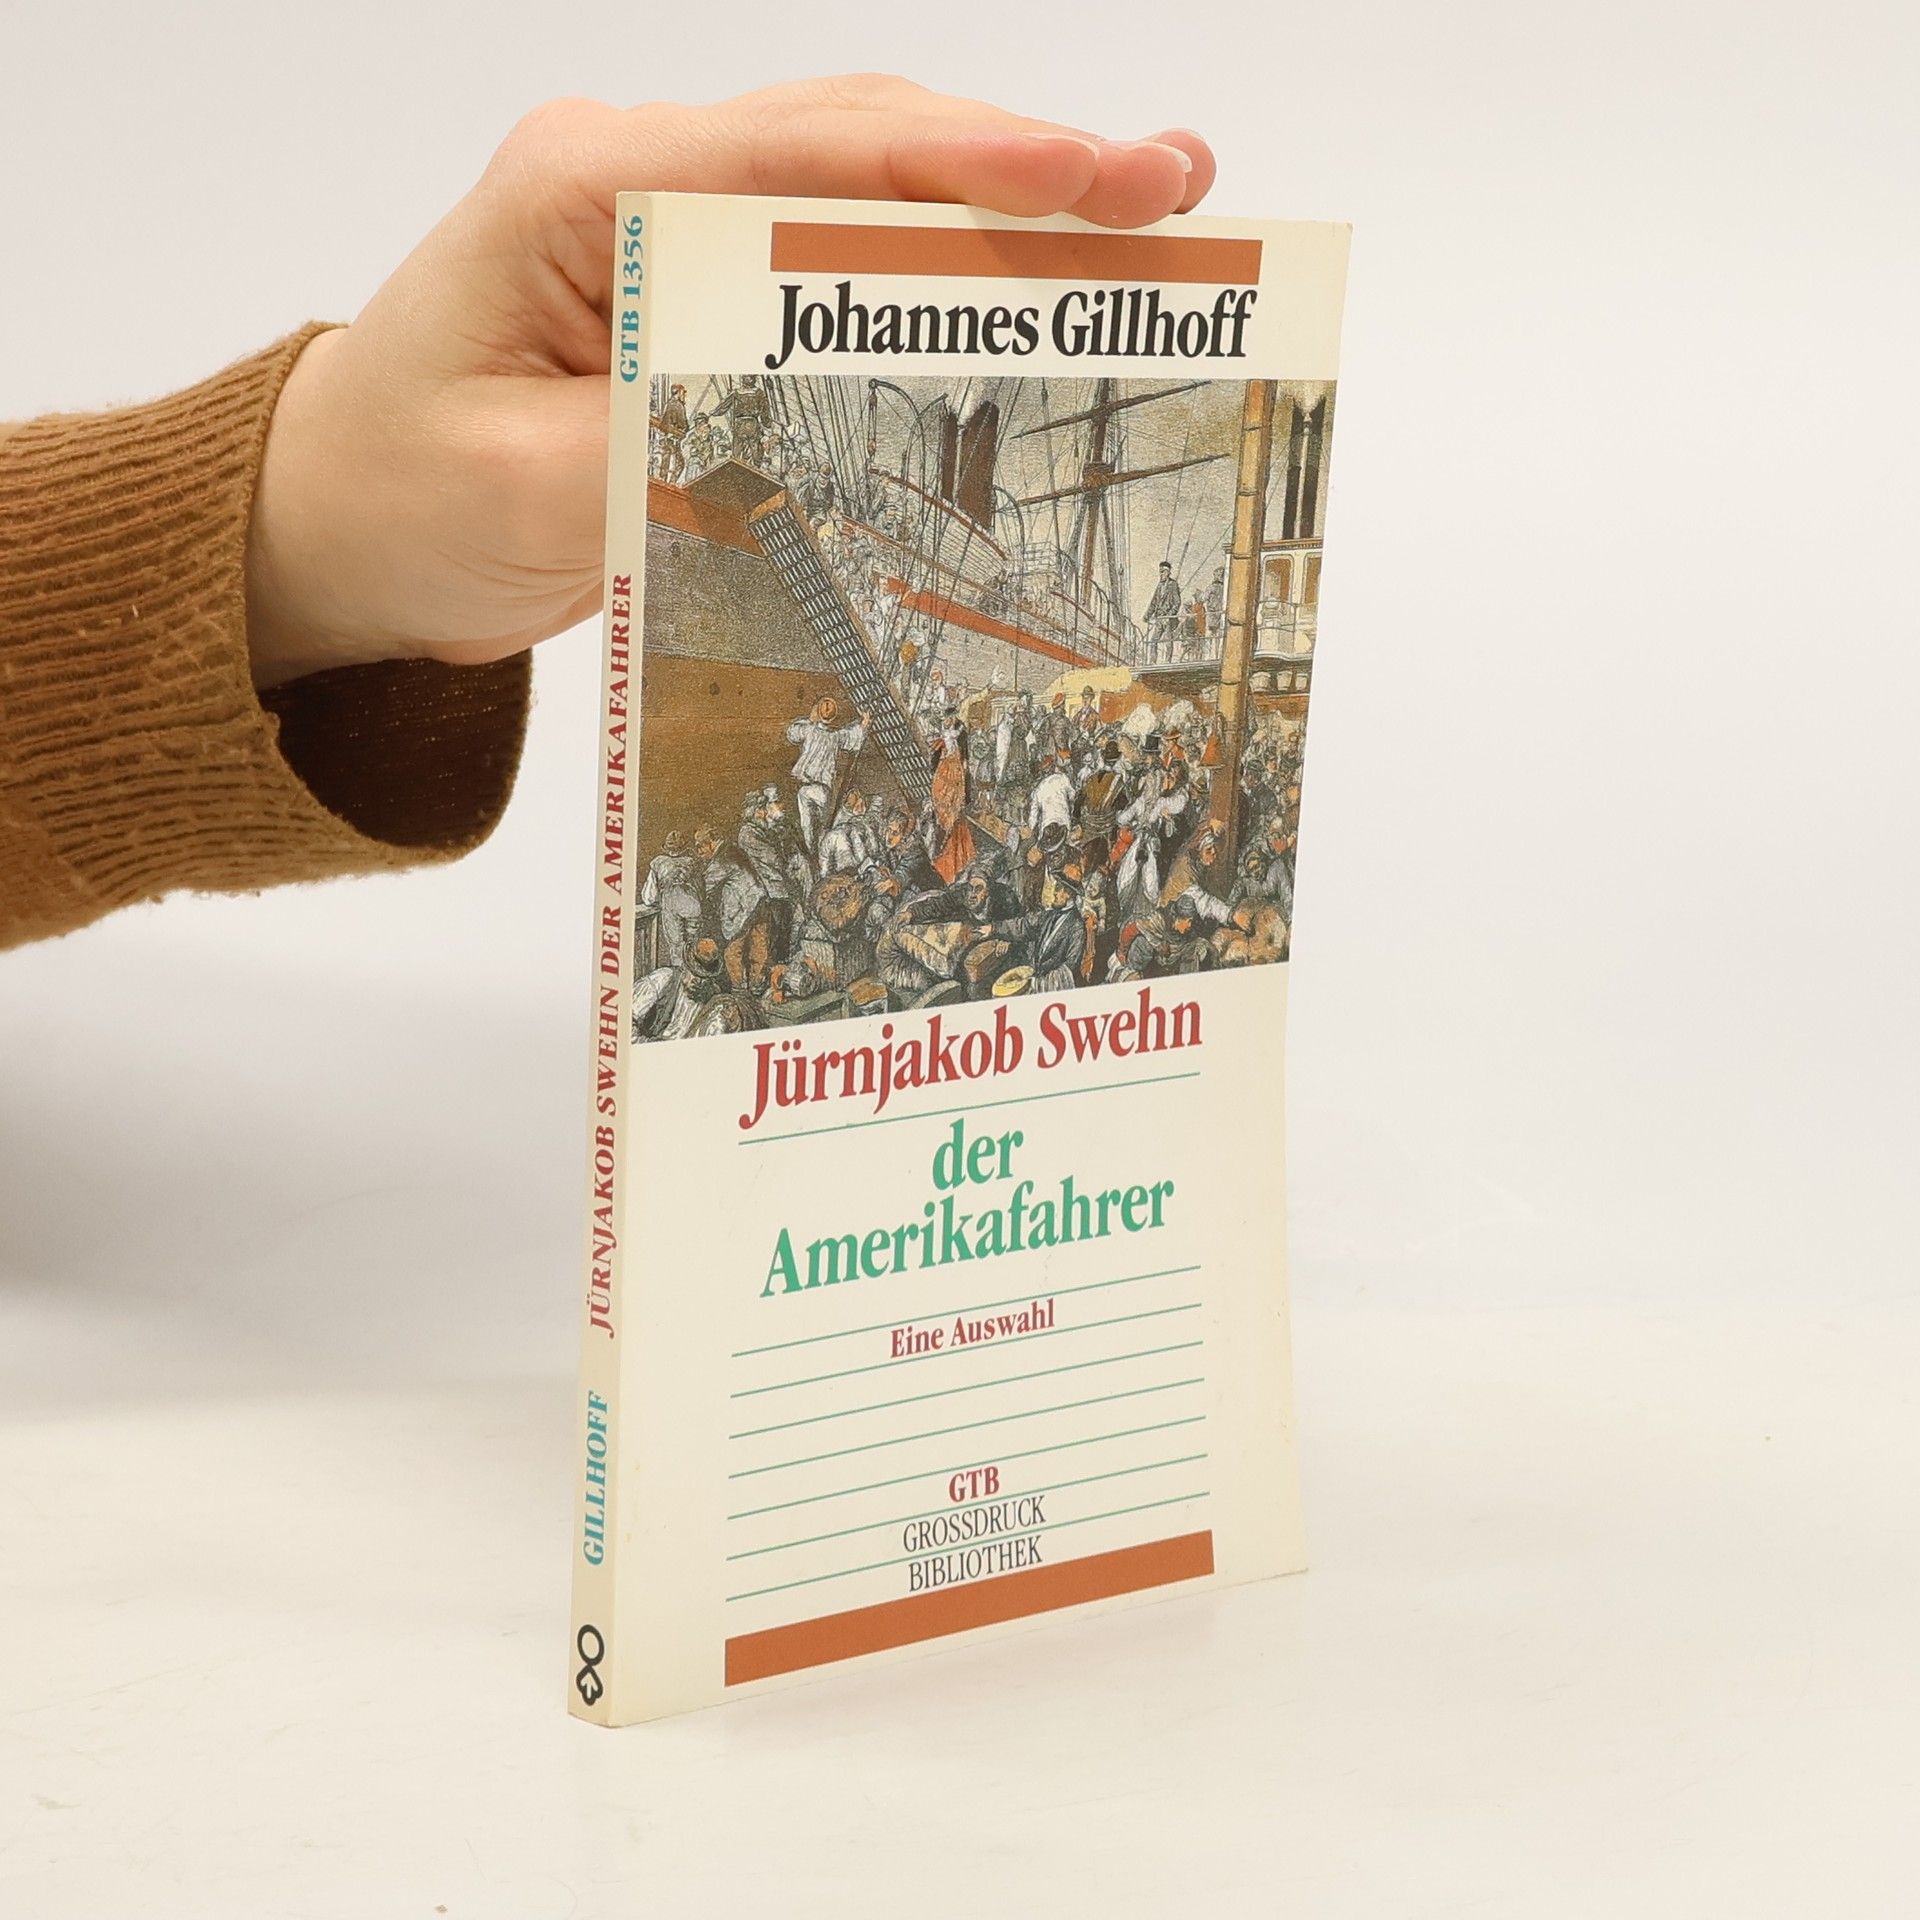 Johannes Gillhoff
Jürnjakob Swehn
der
Amerikafahrer
Eine Auswahl
GTB
GROSSDRUCK
BIBLIOTHEK
GILLHOFF JÜRNJAKOB SWEHN DER AMERIKAFAHRER GTB 1356